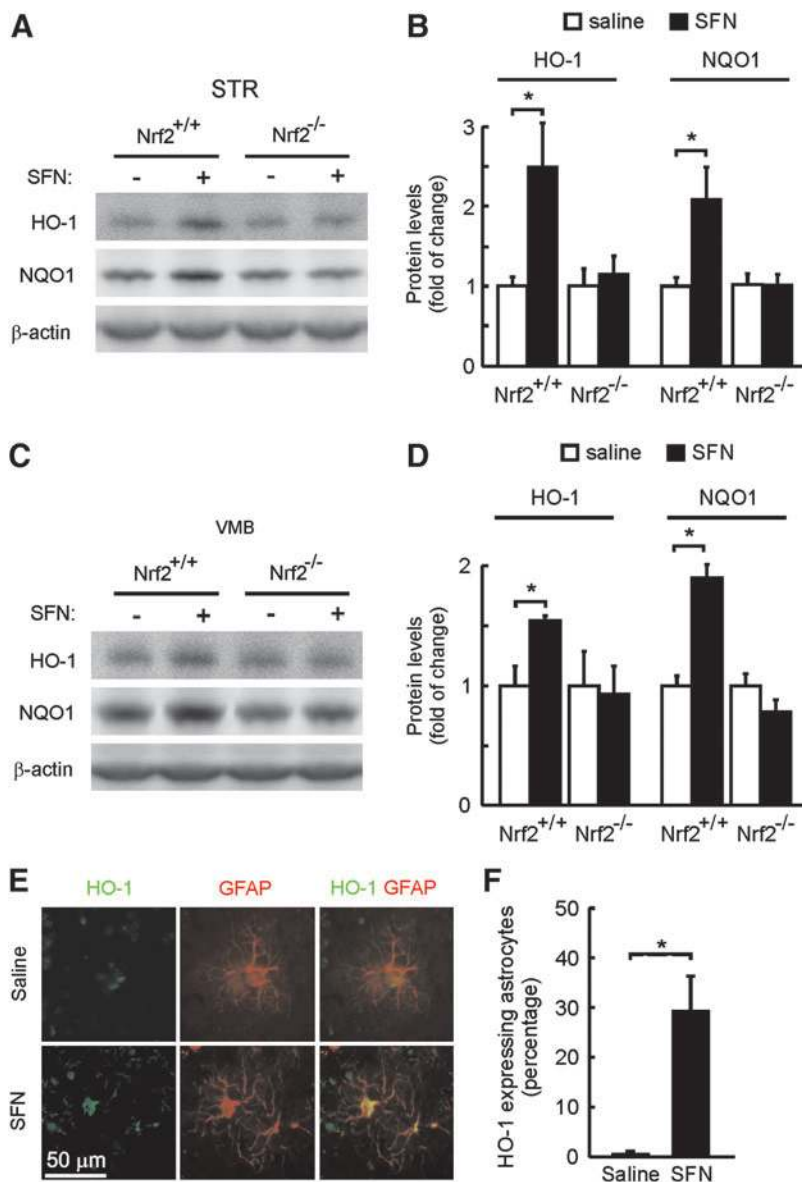 A
STR
Nrf2+/+ Nrf2-/-
SFN: - + - +
HO-1
NQO1
β-actin
B
saline SFN
HO-1 NQO1
* *
3
2
1
0
Protein levels
(fold of change)
Nrf2+/+ Nrf2-/- Nrf2+/+ Nrf2-/-
C
VMB
Nrf2+/+ Nrf2-/-
SFN: - + - +
HO-1
NQO1
β-actin
D
saline SFN
HO-1 NQO1
* *
2
1
0
Protein levels
(fold of change)
Nrf2+/+ Nrf2-/- Nrf2+/+ Nrf2-/-
E
HO-1 GFAP HO-1 GFAP
Saline
SFN
50 μm
F
50
40
30
20
10
0
*
HO-1 expressing astrocytes
(percentage)
Saline SFN